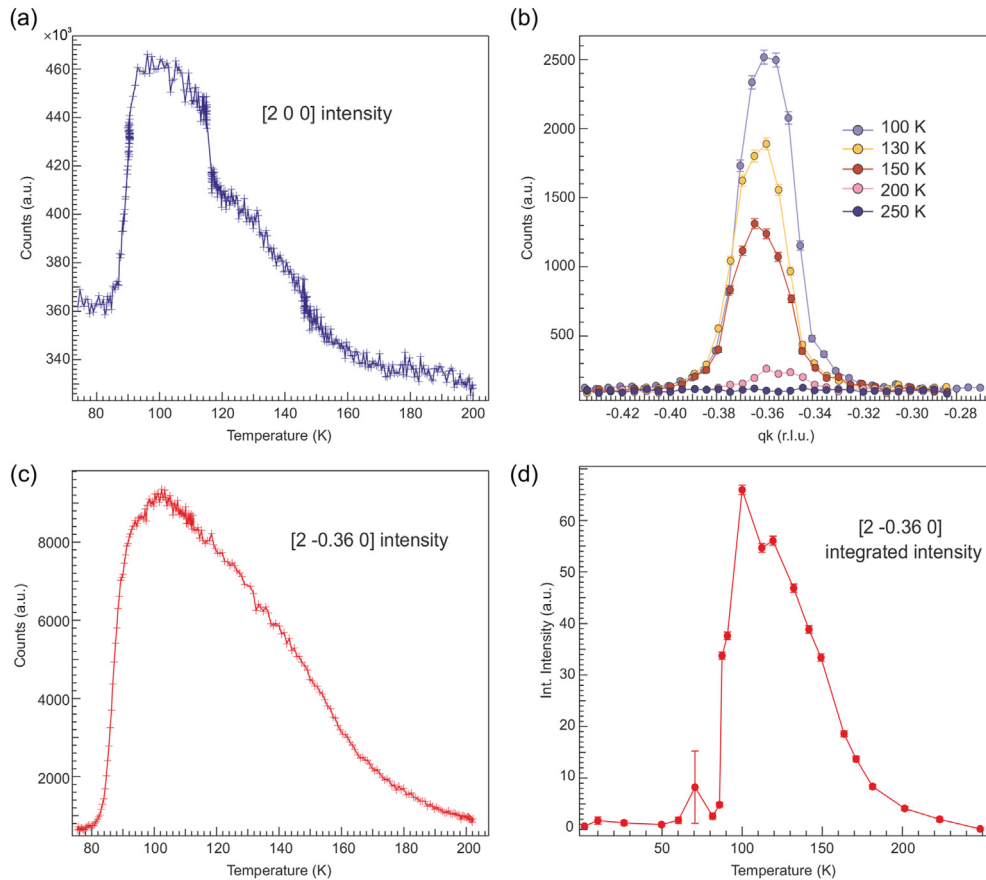 (a)
×10³
460
440
420
400
380
360
340
Counts (a.u.)
[2 0 0] intensity
80 100 120 140 160 180 200
Temperature (K)
(b)
2500
2000
1500
1000
500
Counts (a.u.)
100 K
130 K
150 K
200 K
250 K
-0.42 -0.40 -0.38 -0.36 -0.34 -0.32 -0.30 -0.28
qk (r.l.u.)
(c)
8000
6000
4000
2000
Counts (a.u.)
[2 -0.36 0] intensity
80 100 120 140 160 180 200
Temperature (K)
(d)
60
50
40
30
20
10
0
Int. Intensity (a.u.)
[2 -0.36 0]
integrated intensity
50 100 150 200
Temperature (K)